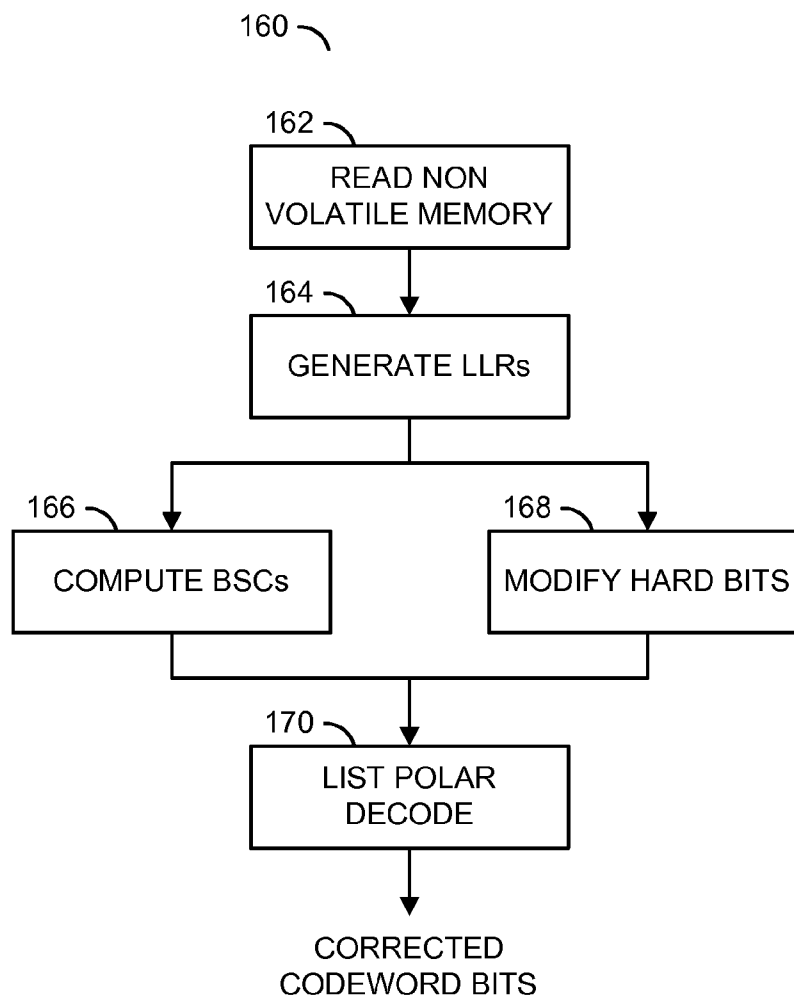 160
162
READ NON
VOLATILE MEMORY
164
GENERATE LLRs
166
COMPUTE BSCs
168
MODIFY HARD BITS
170
LIST POLAR
DECODE
CORRECTED
CODEWORD BITS